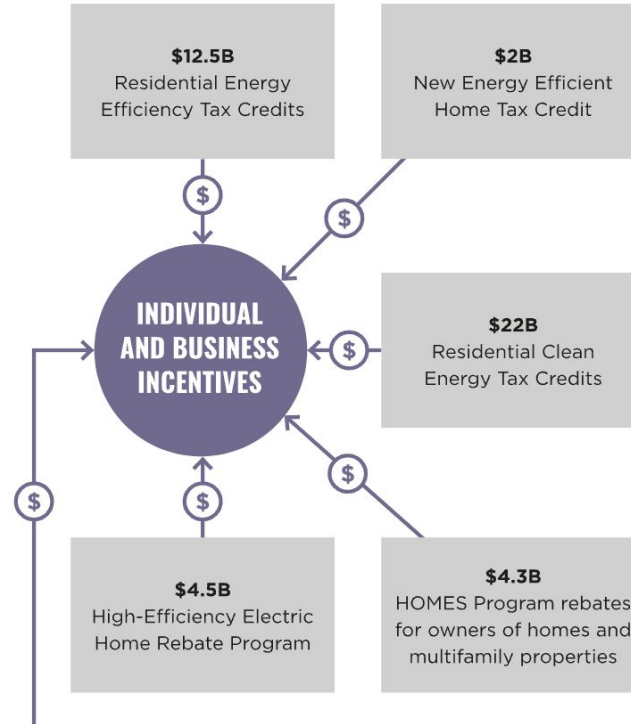 $12.5B
Residential Energy
Efficiency Tax Credits
$2B
New Energy Efficient
Home Tax Credit
$
$
INDIVIDUAL
AND BUSINESS
INCENTIVES
$
$22B
Residential Clean
Energy Tax Credits
$
$
$
$4.5B
High-Efficiency Electric
Home Rebate Program
$4.3B
HOMES Program rebates
for owners of homes and
multifamily properties